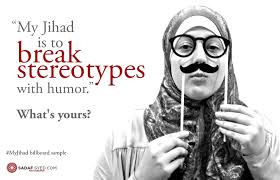 “My Jihad
is to
break
stereotypes
with humor.”
What's yours?
#MyJihad billboard sample
SADAF SYED.COM